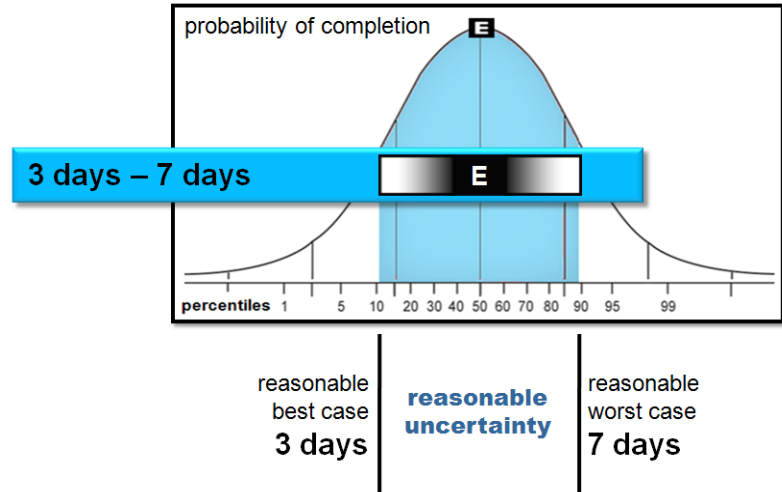 probability of completion
E
3 days – 7 days
E
percentiles 1 5 10 20 30 40 50 60 70 80 90 95 99
reasonable
best case
3 days
reasonable
uncertainty
reasonable
worst case
7 days